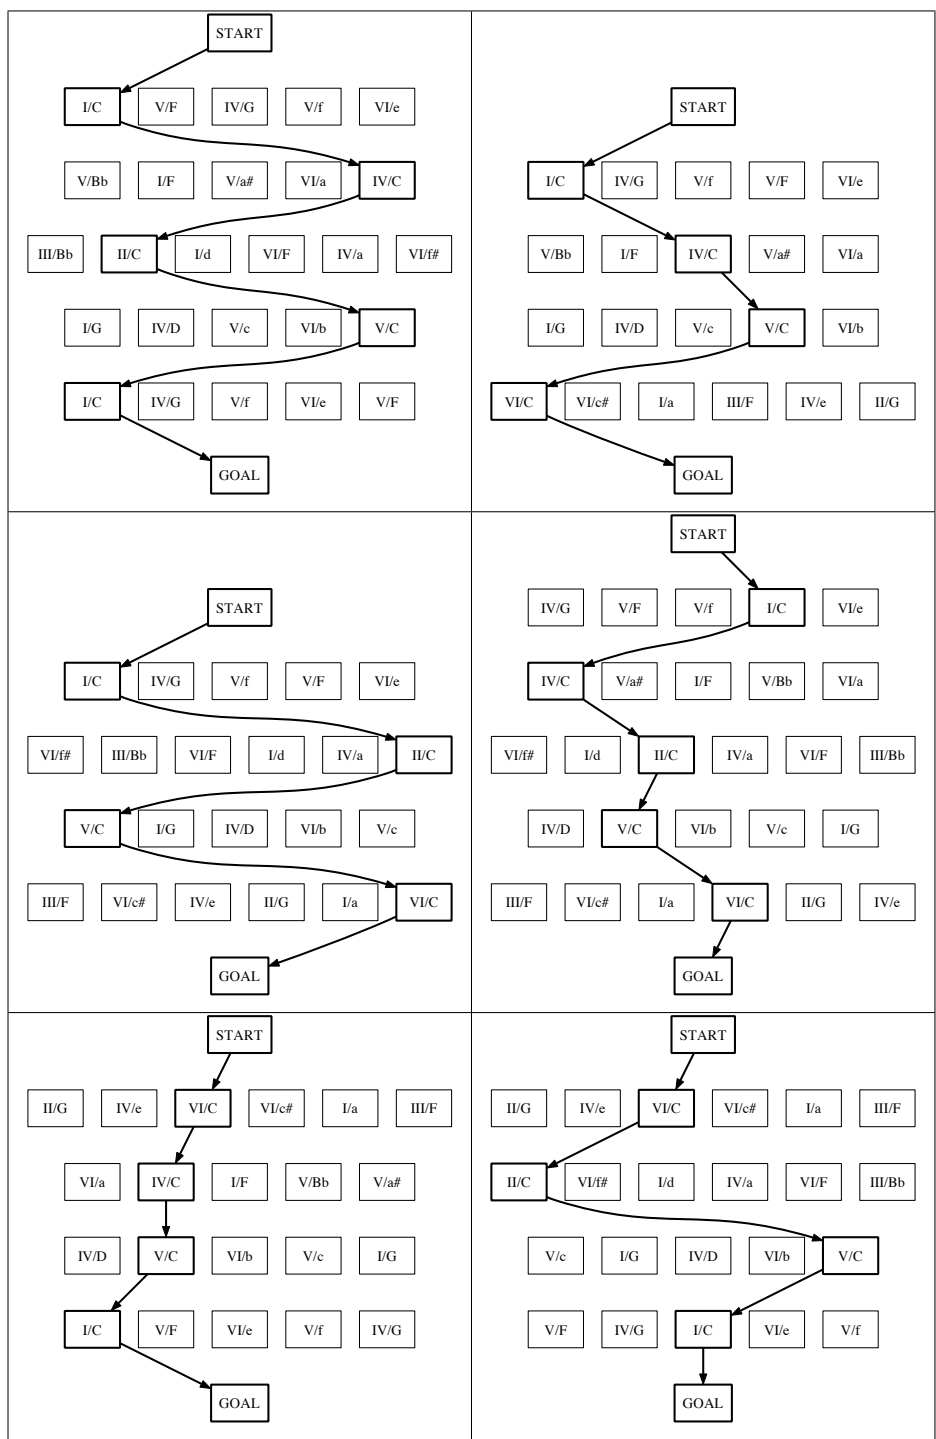 START
I/C V/F IV/G V/f VI/e
V/Bb I/F V/a# VI/a IV/C
III/Bb II/C I/d VI/F IV/a VI/f#
I/G IV/D V/c VI/b V/C
I/C IV/G V/f VI/e V/F
GOAL
START
I/C IV/G V/f V/F VI/e
V/Bb I/F IV/C V/a# VI/a
I/G IV/D V/c V/C VI/b
VI/C VI/c# I/a III/F IV/e II/G
GOAL
START
I/C IV/G V/f V/F VI/e
VI/f# III/Bb VI/F I/d IV/a II/C
V/C I/G IV/D VI/b V/c
III/F VI/c# IV/e II/G I/a VI/C
GOAL
START
IV/G V/F V/f I/C VI/e
IV/C V/a# I/F V/Bb VI/a
VI/f# I/d II/C IV/a VI/F III/Bb
IV/D V/C VI/b V/c I/G
III/F VI/c# I/a VI/C II/G IV/e
GOAL
START
II/G IV/e VI/C VI/c# I/a III/F
VI/a IV/C I/F V/Bb V/a#
IV/D V/C VI/b V/c I/G
I/C V/F VI/e V/f IV/G
GOAL
START
II/G IV/e VI/C VI/c# I/a III/F
II/C VI/f# I/d IV/a VI/F III/Bb
V/c I/G IV/D VI/b V/C
V/F IV/G I/C VI/e V/f
GOAL